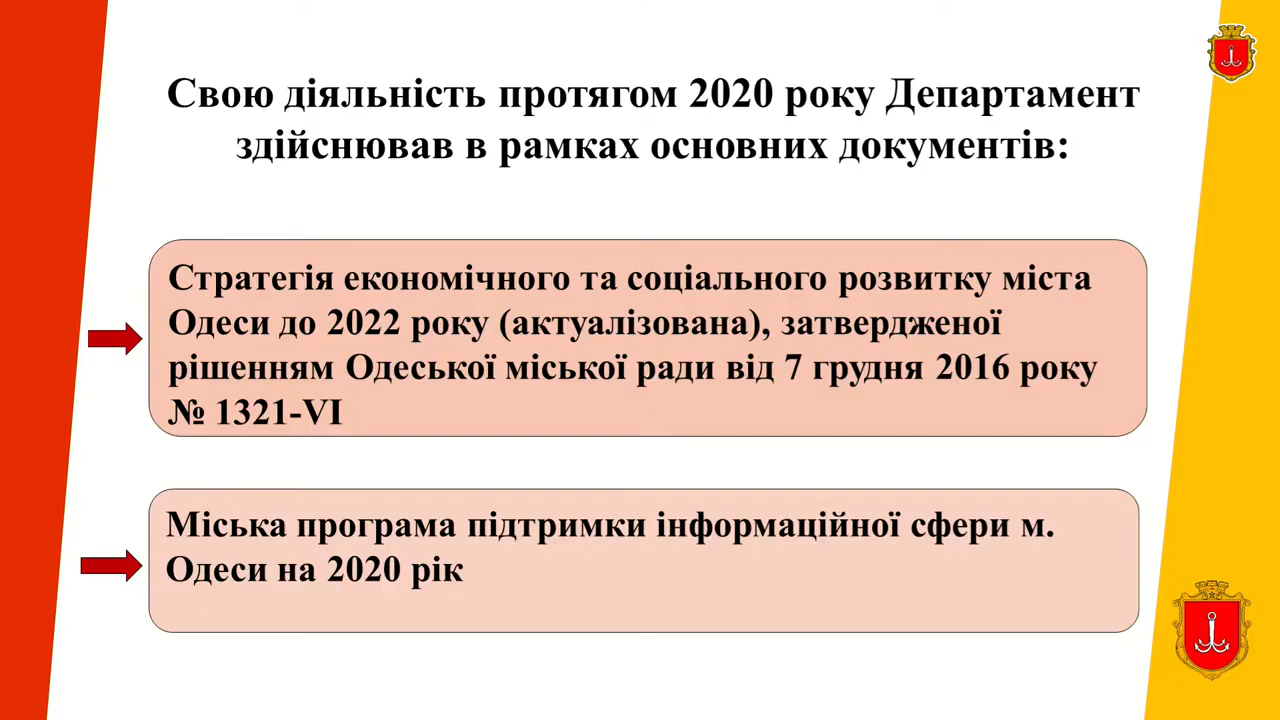 Свою діяльність протягом 2020 року Департамент
здійснював в рамках основних документів:
Стратегія економічного та соціального розвитку міста
Одеси до 2022 року (актуалізована), затвердженої
рішенням Одеської міської ради від 7 грудня 2016 року
№ 1321-VI
Міська програма підтримки інформаційної сфери м.
Одеси на 2020 рік